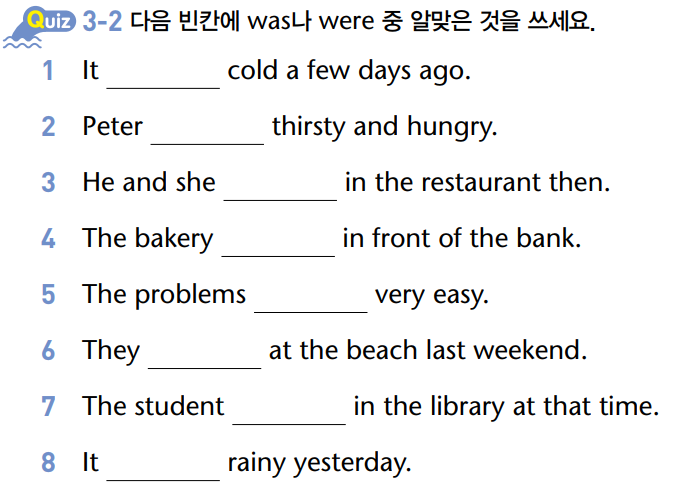 Quiz 3-2 다음 빈칸에 was나 were 중 알맞은 것을 쓰세요.
1 It ________ cold a few days ago.
2 Peter ________ thirsty and hungry.
3 He and she ________ in the restaurant then.
4 The bakery ________ in front of the bank.
5 The problems ________ very easy.
6 They ________ at the beach last weekend.
7 The student ________ in the library at that time.
8 It ________ rainy yesterday.